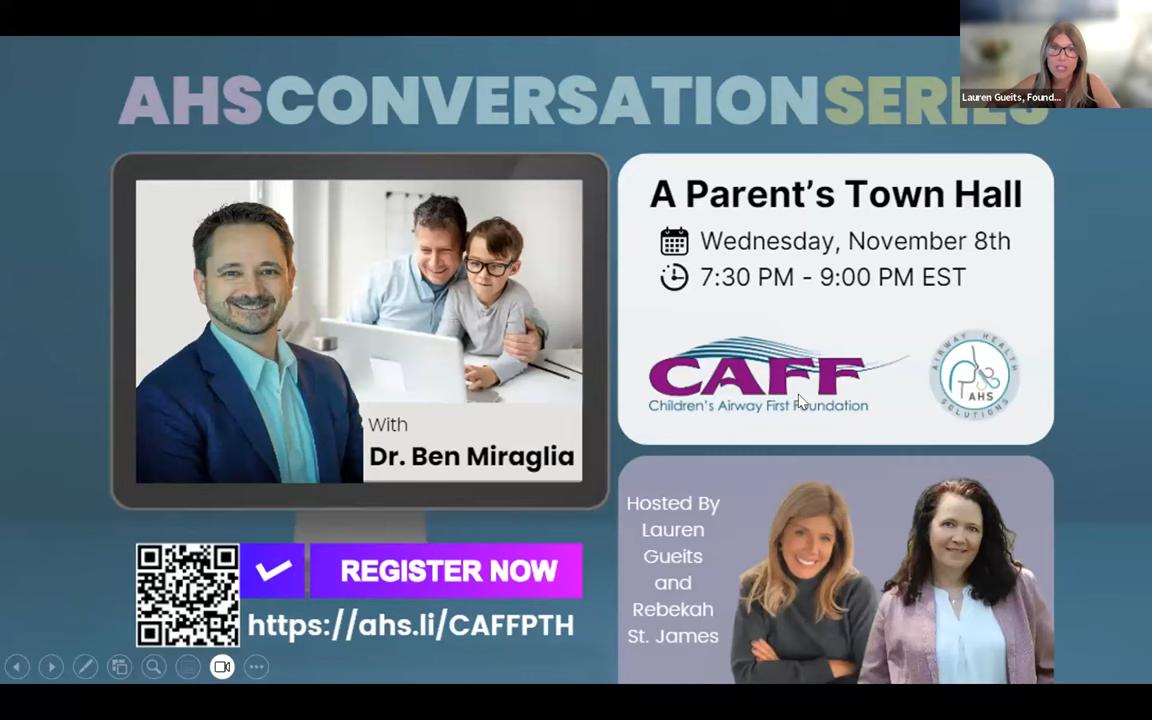 AHSCONVERSATIONSERIES
Lauren Gueits, Found...
A Parent's Town Hall
Wednesday, November 8th
7:30 PM - 9:00 PM EST
CAFF
Children's Airway First Foundation
AIRWAY HEALTH
AHS
SOLUTIONS
With
Dr. Ben Miraglia
Hosted By
Lauren
Gueits
and
Rebekah
St. James
REGISTER NOW
https://ahs.li/CAFFPTH